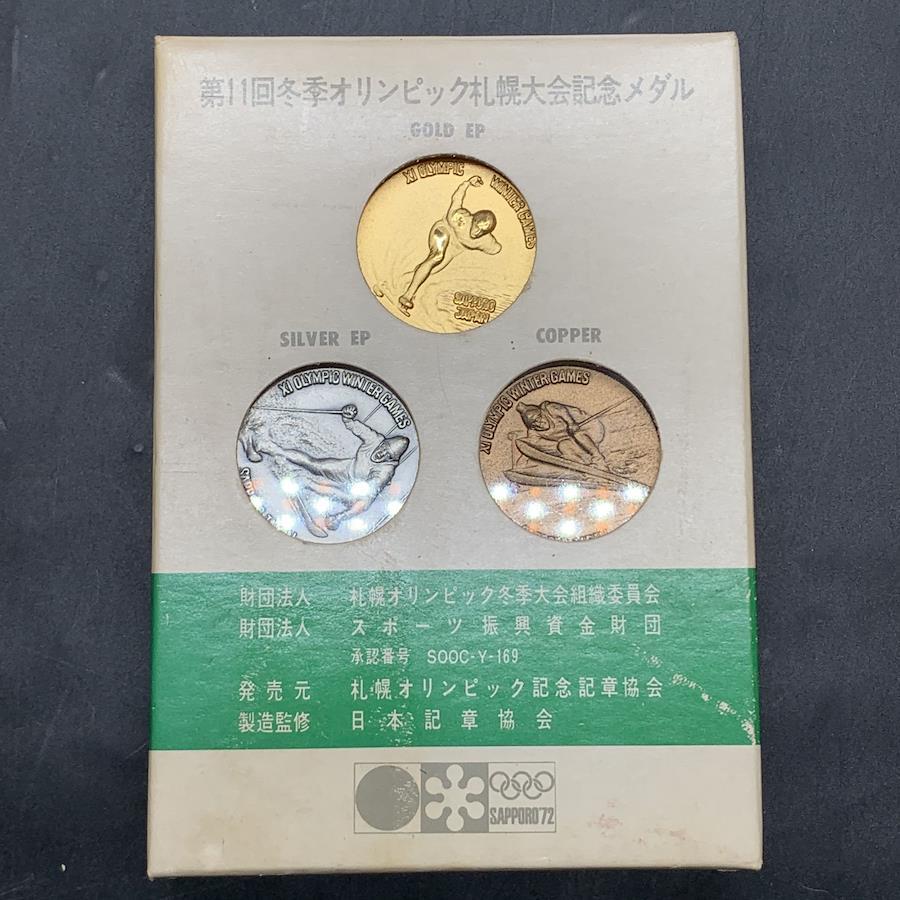 第11回冬季オリンピック札幌大会記念メダル
GOLD EP
XI OLYMPIC WINTER GAMES
SAPPORO
JAPAN
SILVER EP
COPPER
XI OLYMPIC WINTER GAMES
XI OLYMPIC WINTER GAMES
財団法人 札幌オリンピック冬季大会組織委員会
財団法人 スポーツ振興資金財団
承認番号 SOOC-Y-169
発売元 札幌オリンピック記念記章協会
製造監修 日本記章協会
SAPPORO'72